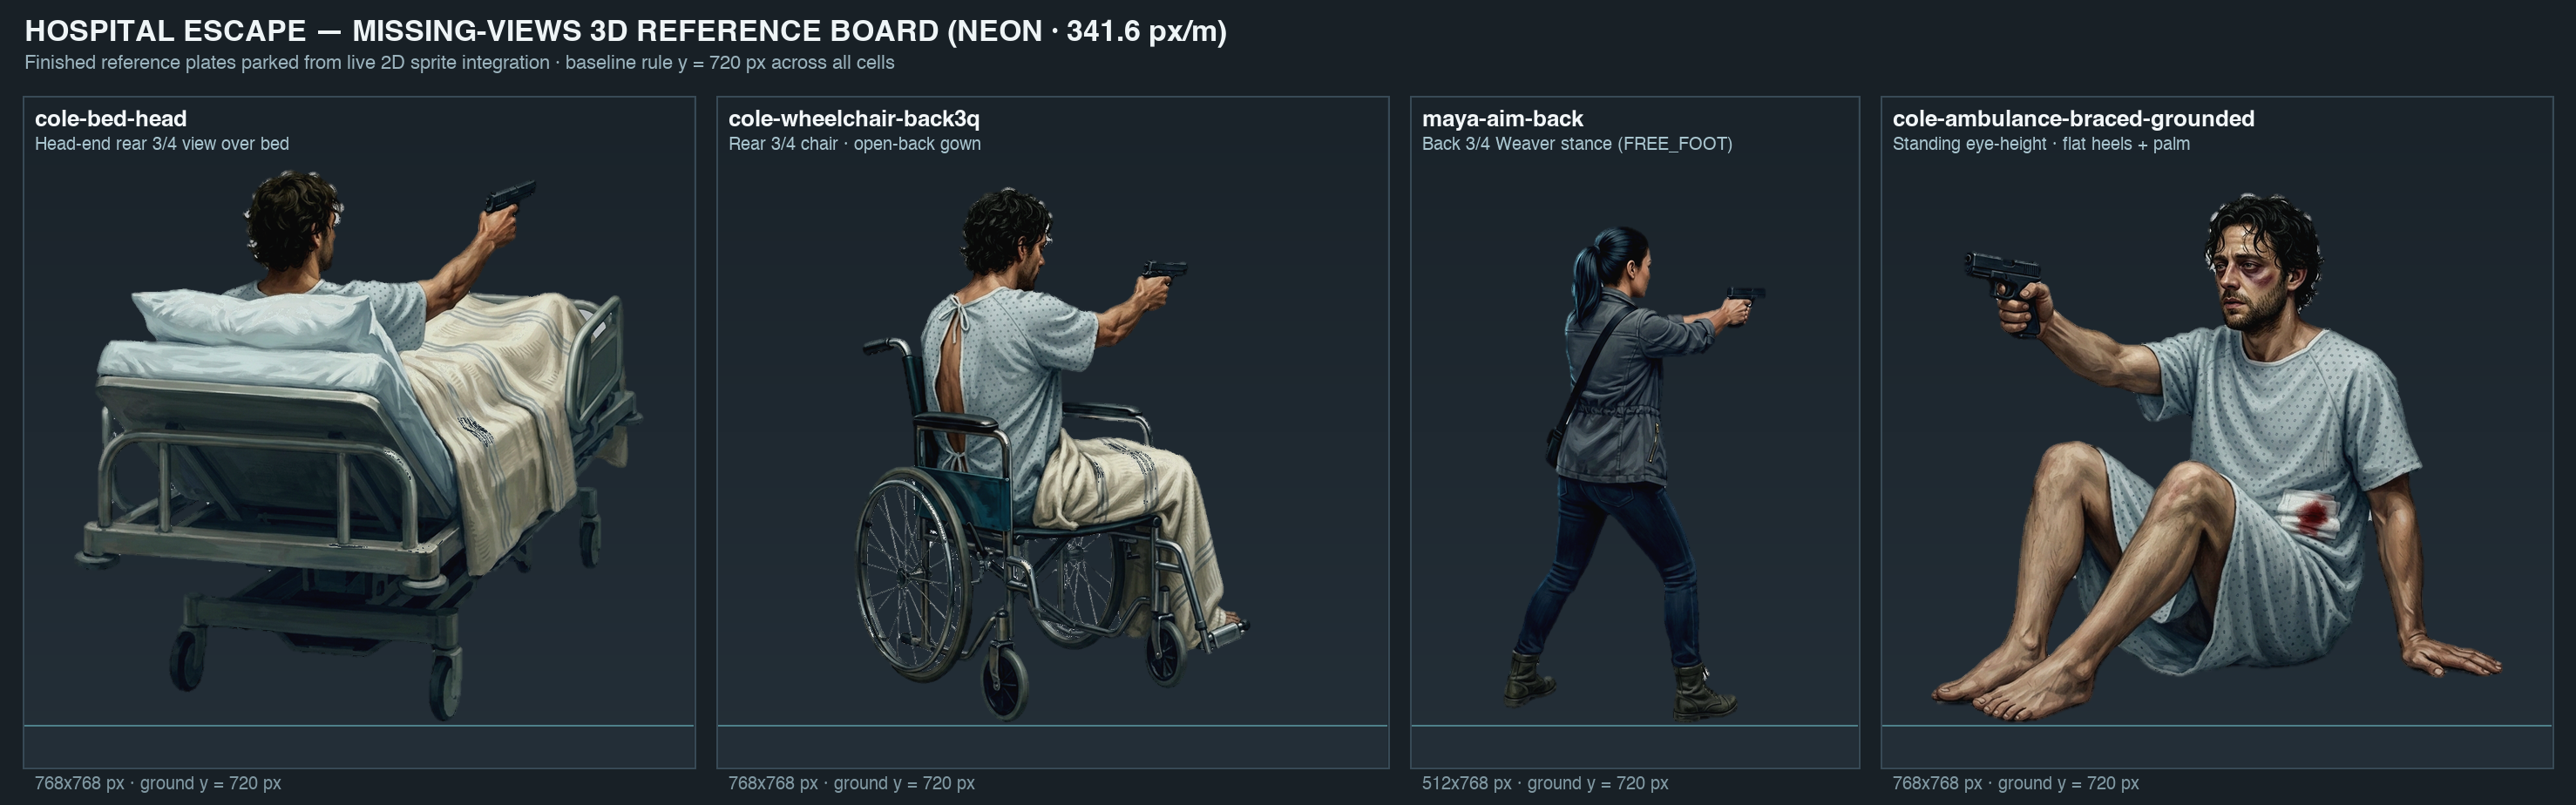 HOSPITAL ESCAPE — MISSING-VIEWS 3D REFERENCE BOARD (NEON · 341.6 px/m)
Finished reference plates parked from live 2D sprite integration · baseline rule y = 720 px across all cells
cole-bed-head
Head-end rear 3/4 view over bed
768x768 px · ground y = 720 px
cole-wheelchair-back3q
Rear 3/4 chair · open-back gown
768x768 px · ground y = 720 px
maya-aim-back
Back 3/4 Weaver stance (FREE_FOOT)
512x768 px · ground y = 720 px
cole-ambulance-braced-grounded
Standing eye-height · flat heels + palm
768x768 px · ground y = 720 px